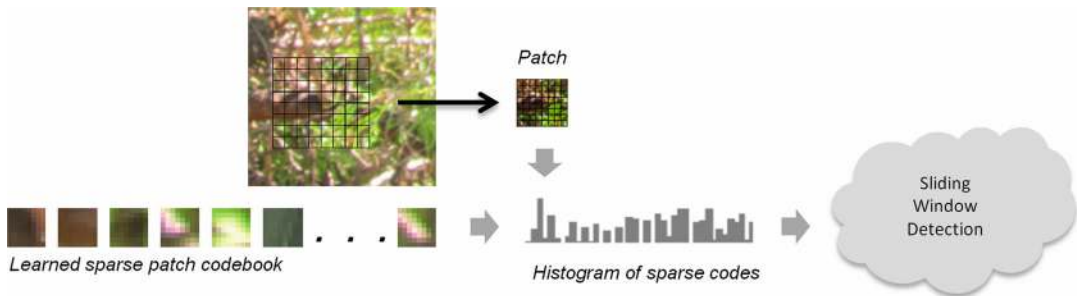 Patch
Sliding
Window
Detection
. . .
Learned sparse patch codebook
Histogram of sparse codes